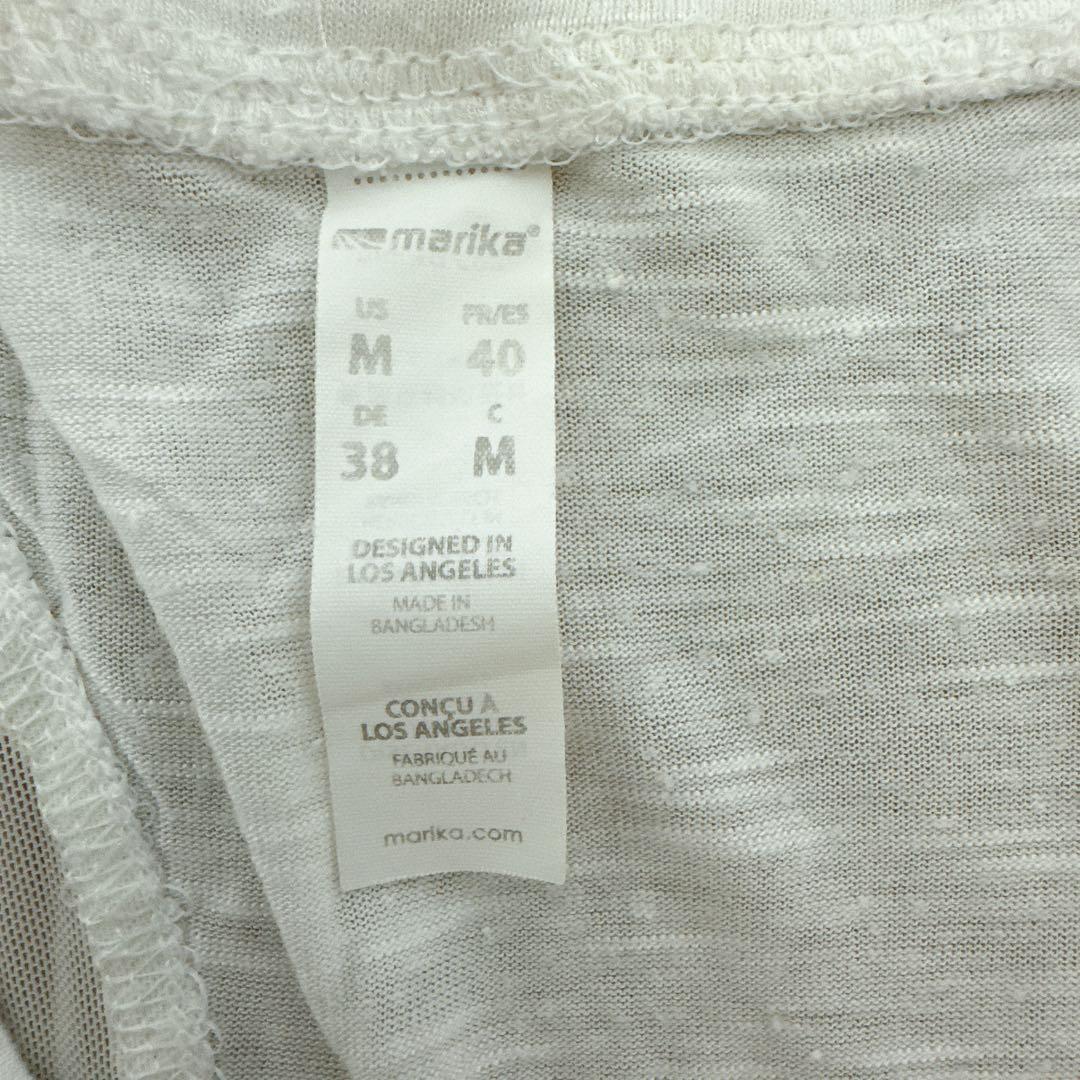 marika®
US FR/ES
M 40
DE C
38 M
DESIGNED IN
LOS ANGELES
MADE IN
BANGLADESH
CONÇU À
LOS ANGELES
FABRIQUÉ AU
BANGLADECH
marika.com